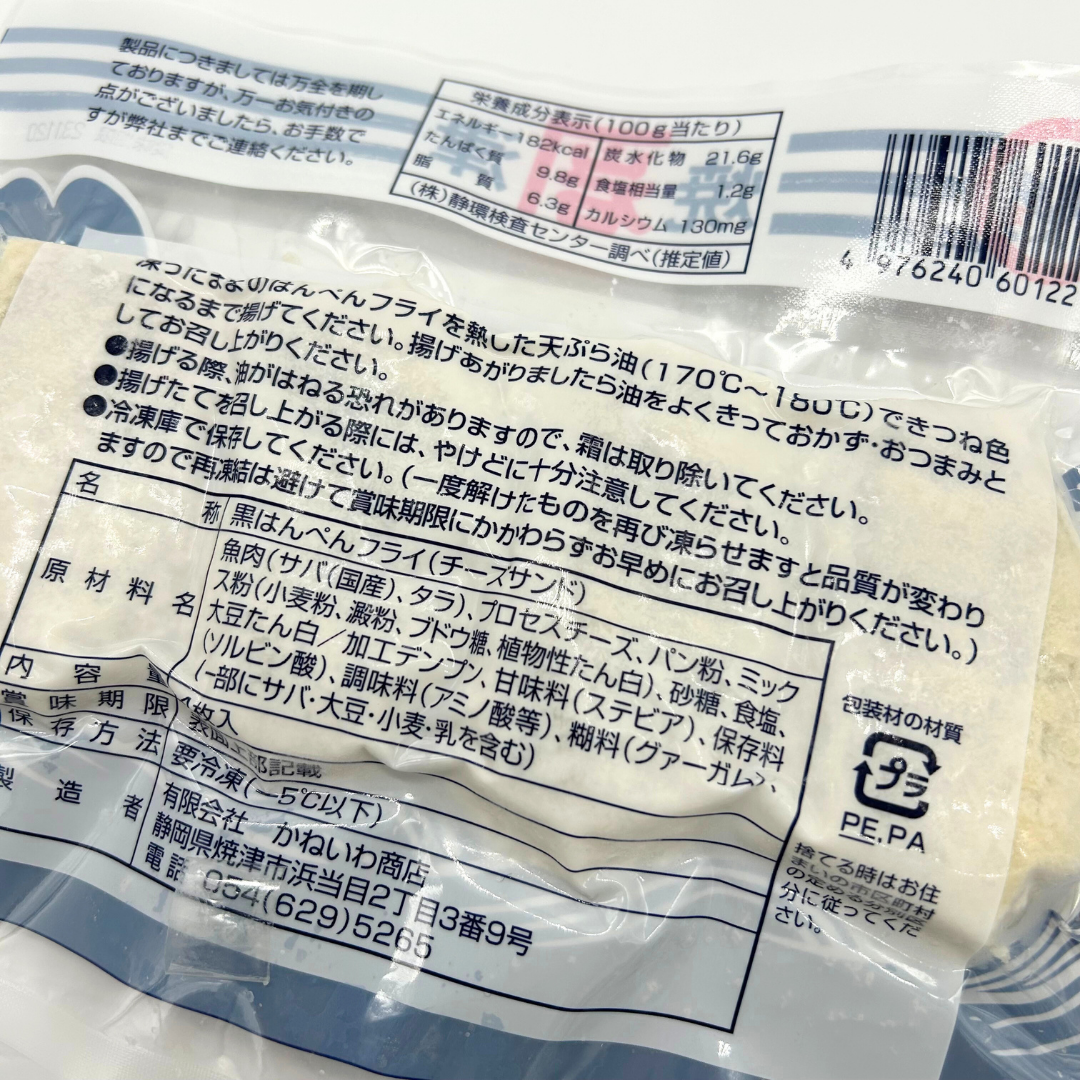 製品につきましては万全を期し
ておりますが、万一お気付きの
点がございましたら、お手数で
すが弊社までご連絡ください。
231120
栄養成分表示(100g当たり)
エネルギー 182kcal
たんぱく質 9.8g
脂質 6.3g
炭水化物 21.6g
食塩相当量 1.2g
カルシウム 130mg
(株)静環検査センター調べ(推定値)
4 976240 60122
凍ったままのはんぺんフライを熱した天ぷら油(170℃〜180℃)できつね色
になるまで揚げてください。揚げあがりましたら油をよくきっておかず・おつまみと
してお召し上がりください。
●揚げる際、油がはねる恐れがありますので、霜は取り除いてください。
●揚げたてを召し上がる際には、やけどに十分注意してください。
●冷凍庫で保存してください。(一度解けたものを再び凍らせますと品質が変わり
ますので再凍結は避けて賞味期限にかかわらずお早めにお召し上がりください。)
名称 黒はんぺんフライ(チーズサンド)
原材料名 魚肉(サバ(国産)、タラ)、プロセスチーズ、パン粉、ミック
ス粉(小麦粉、澱粉、ブドウ糖、植物性たん白)、砂糖、食塩、
大豆たん白/加工デンプン、甘味料(ステビア)、保存料
(ソルビン酸)、調味料(アミノ酸等)、糊料(グァーガム)、
(一部にサバ・大豆・小麦・乳を含む)
内容量 枚入
賞味期限 表面上部記載
保存方法 要冷凍(−5℃以下)
製造者 有限会社 かねいわ商店
静岡県焼津市浜当目2丁目3番9号
電話 054(629)5265
包装材の材質
プラ
PE,PA
捨てる時はお住
まいの市区町村
の定める分別区
分に従ってくだ
さい。